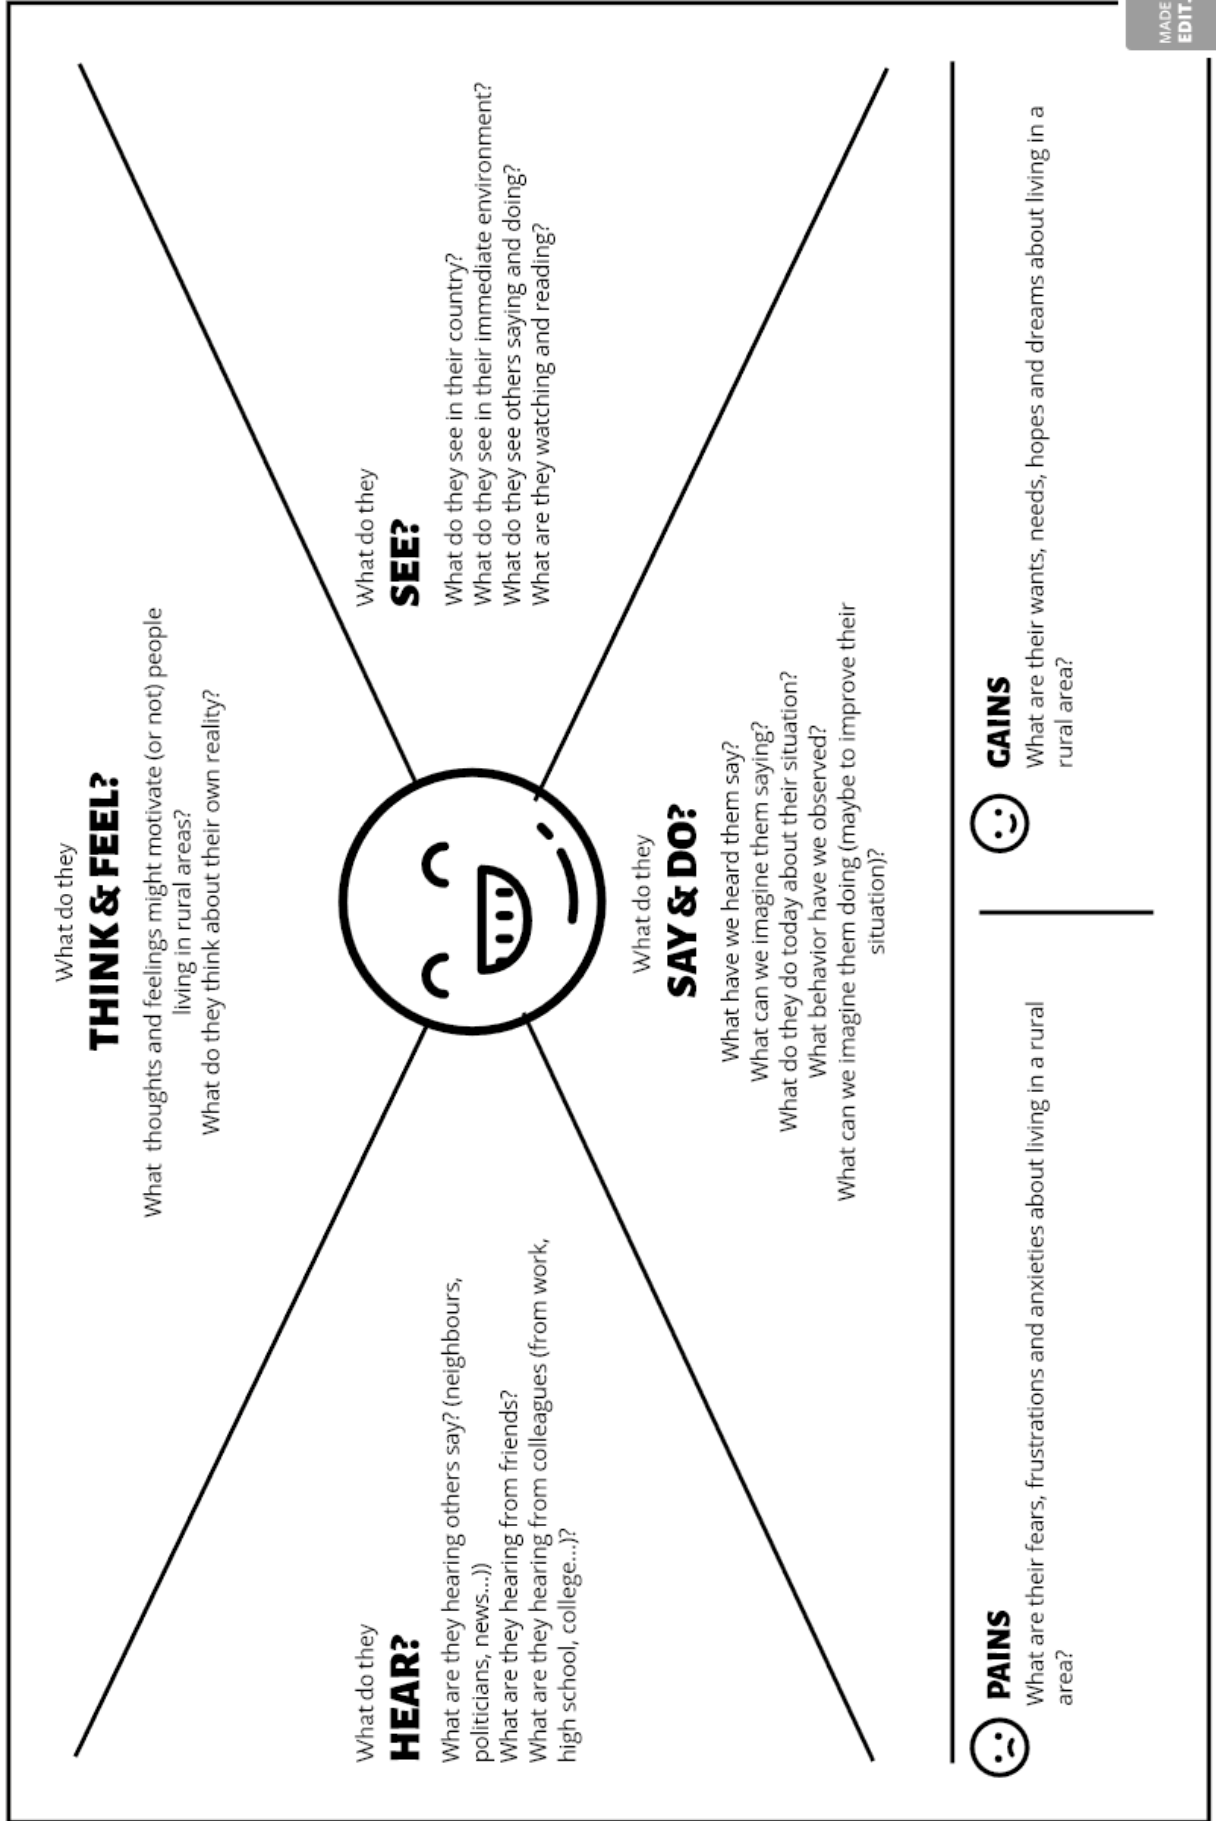 What do they
THINK & FEEL?
What thoughts and feelings might motivate (or not) people
living in rural areas?
What do they think about their own reality?
What do they
HEAR?
What are they hearing others say? (neighbours,
politicians, news...))
What are they hearing from friends?
What are they hearing from colleagues (from work,
high school, college...)?
What do they
SEE?
What do they see in their country?
What do they see in their immediate environment?
What do they see others saying and doing?
What are they watching and reading?
What do they
SAY & DO?
What have we heard them say?
What can we imagine them saying?
What do they do today about their situation?
What behavior have we observed?
What can we imagine them doing (maybe to improve their
situation)?
PAINS
What are their fears, frustrations and anxieties about living in a rural
area?
GAINS
What are their wants, needs, hopes and dreams about living in a
rural area?
MADE
EDIT.